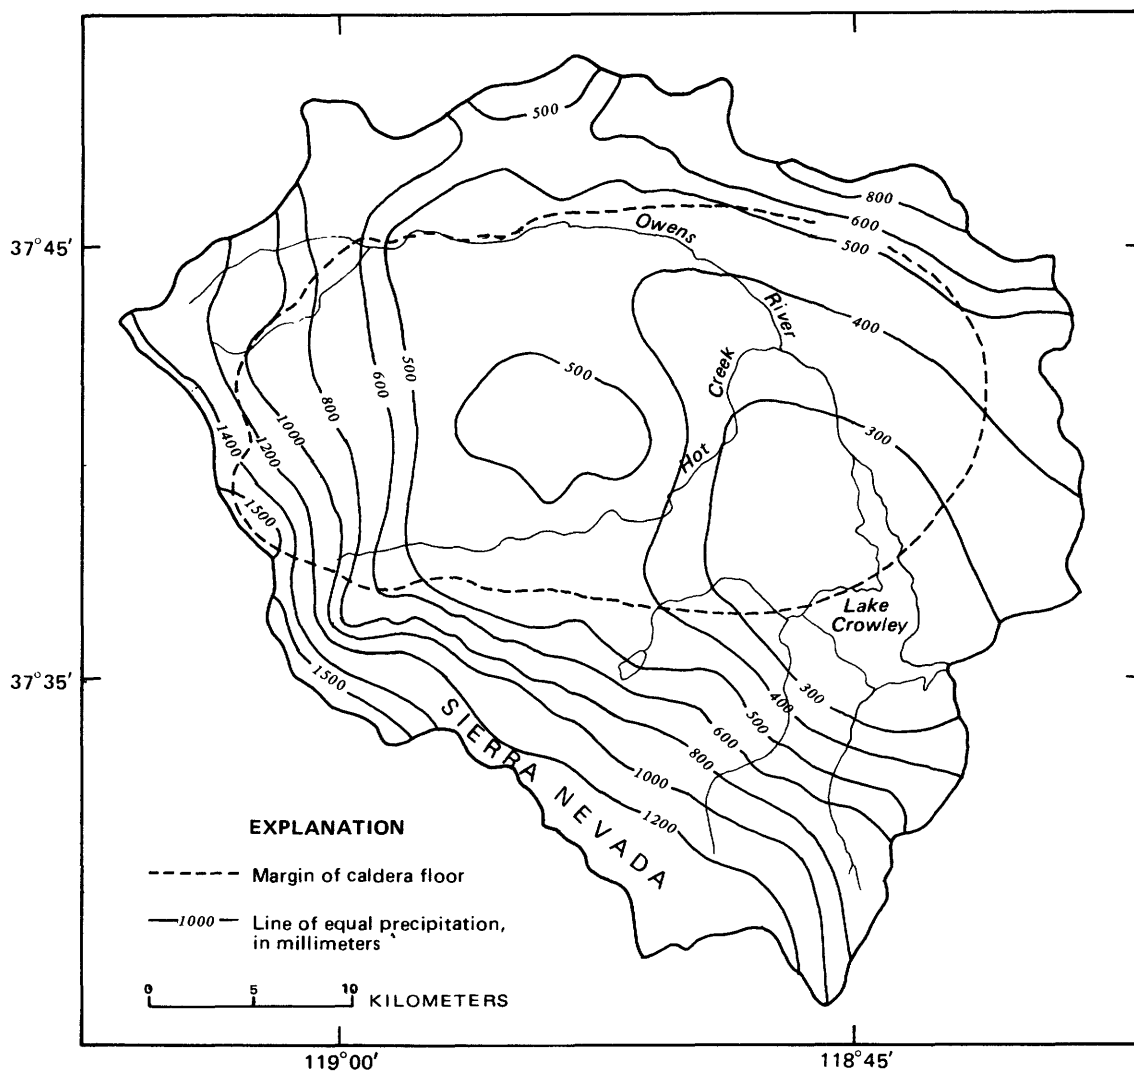 500
800
600
500
Owens
37°45′
River
400
Creek
500
500
600
800
300
1000
1200
1400
Hot
1500
Lake
Crowley
37°35′
1500
300
400
500
600
800
1000
1200
SIERRA NEVADA
EXPLANATION
Margin of caldera floor
1000 Line of equal precipitation,
in millimeters
0 5 10 KILOMETERS
119°00′ 118°45′